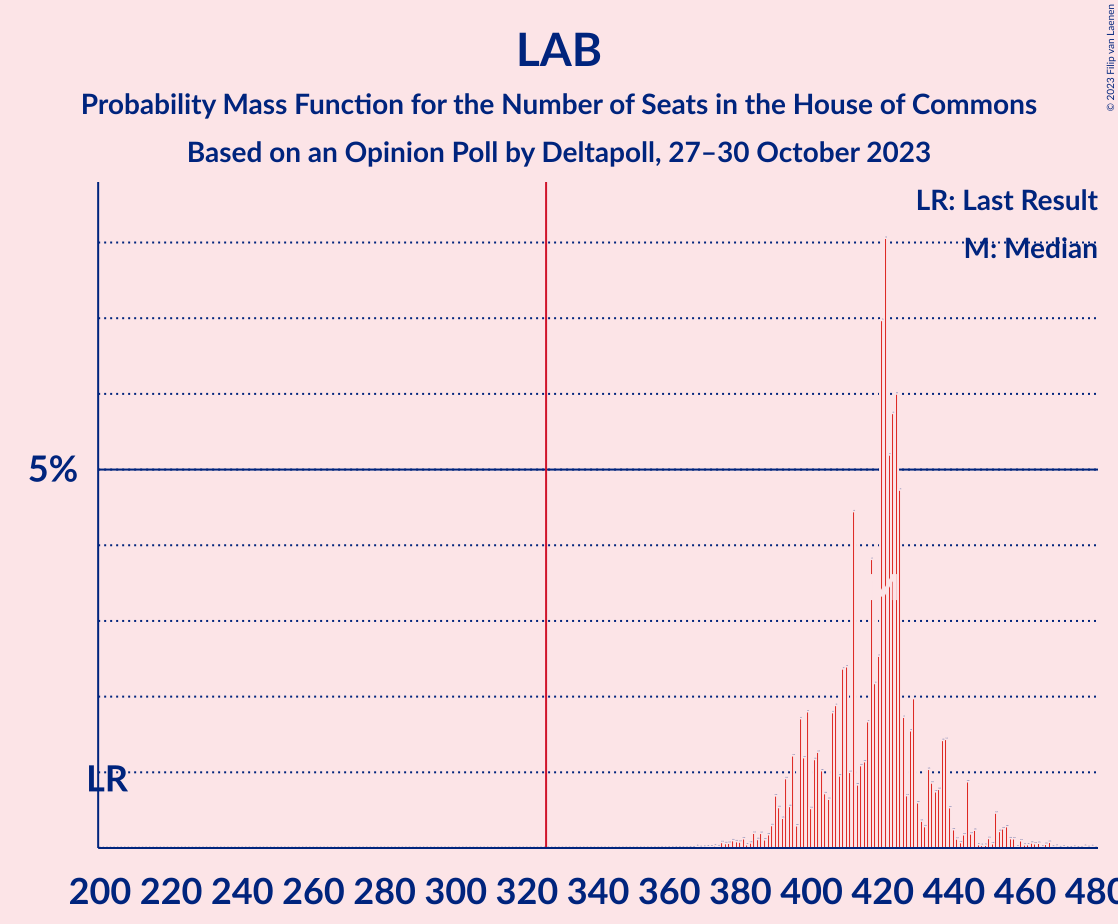 LAB
Probability Mass Function for the Number of Seats in the House of Commons
Based on an Opinion Poll by Deltapoll, 27–30 October 2023
© 2023 Filip van Laenen
LR: Last Result
M: Median
5%
LR
200 220 240 260 280 300 320 340 360 380 400 420 440 460 480